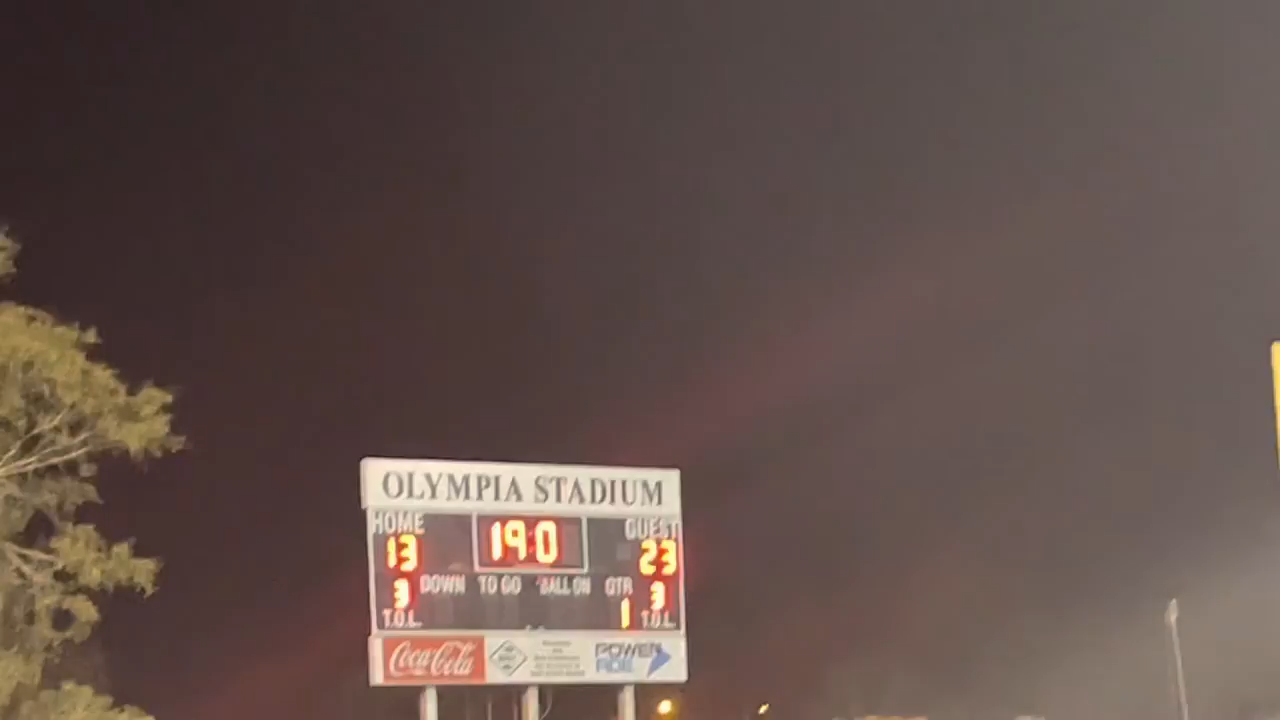 OLYMPIA STADIUM
HOME 19:0 GUEST
13 23
3 DOWN TO GO BALL ON QTR 3
T.O.L. 1 T.O.L.
Coca-Cola POWERADE